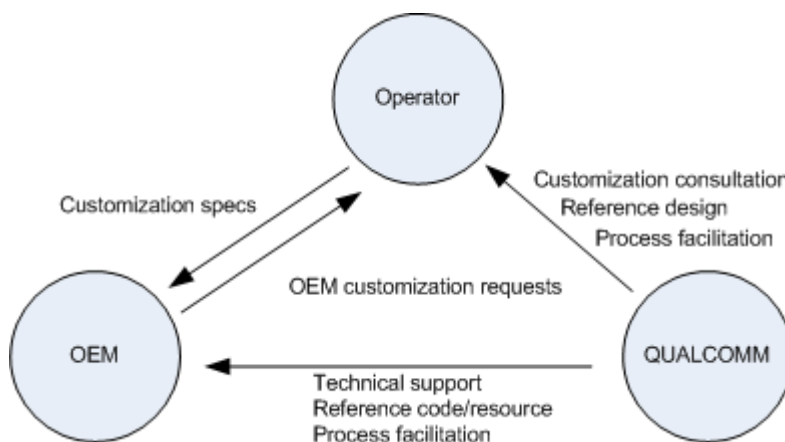 Operator
Customization specs
Customization consultation
Reference design
Process facilitation
OEM customization requests
OEM
QUALCOMM
Technical support
Reference code/resource
Process facilitation